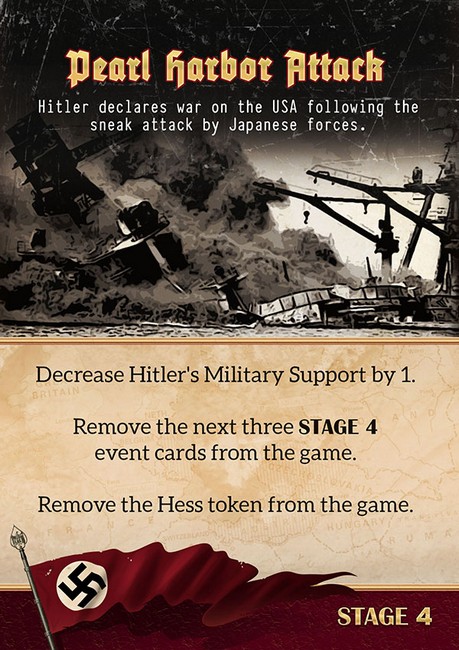 Pearl Harbor Attack
Hitler declares war on the USA following the
sneak attack by Japanese forces.
Decrease Hitler's Military Support by 1.
Remove the next three STAGE 4
event cards from the game.
Remove the Hess token from the game.
STAGE 4